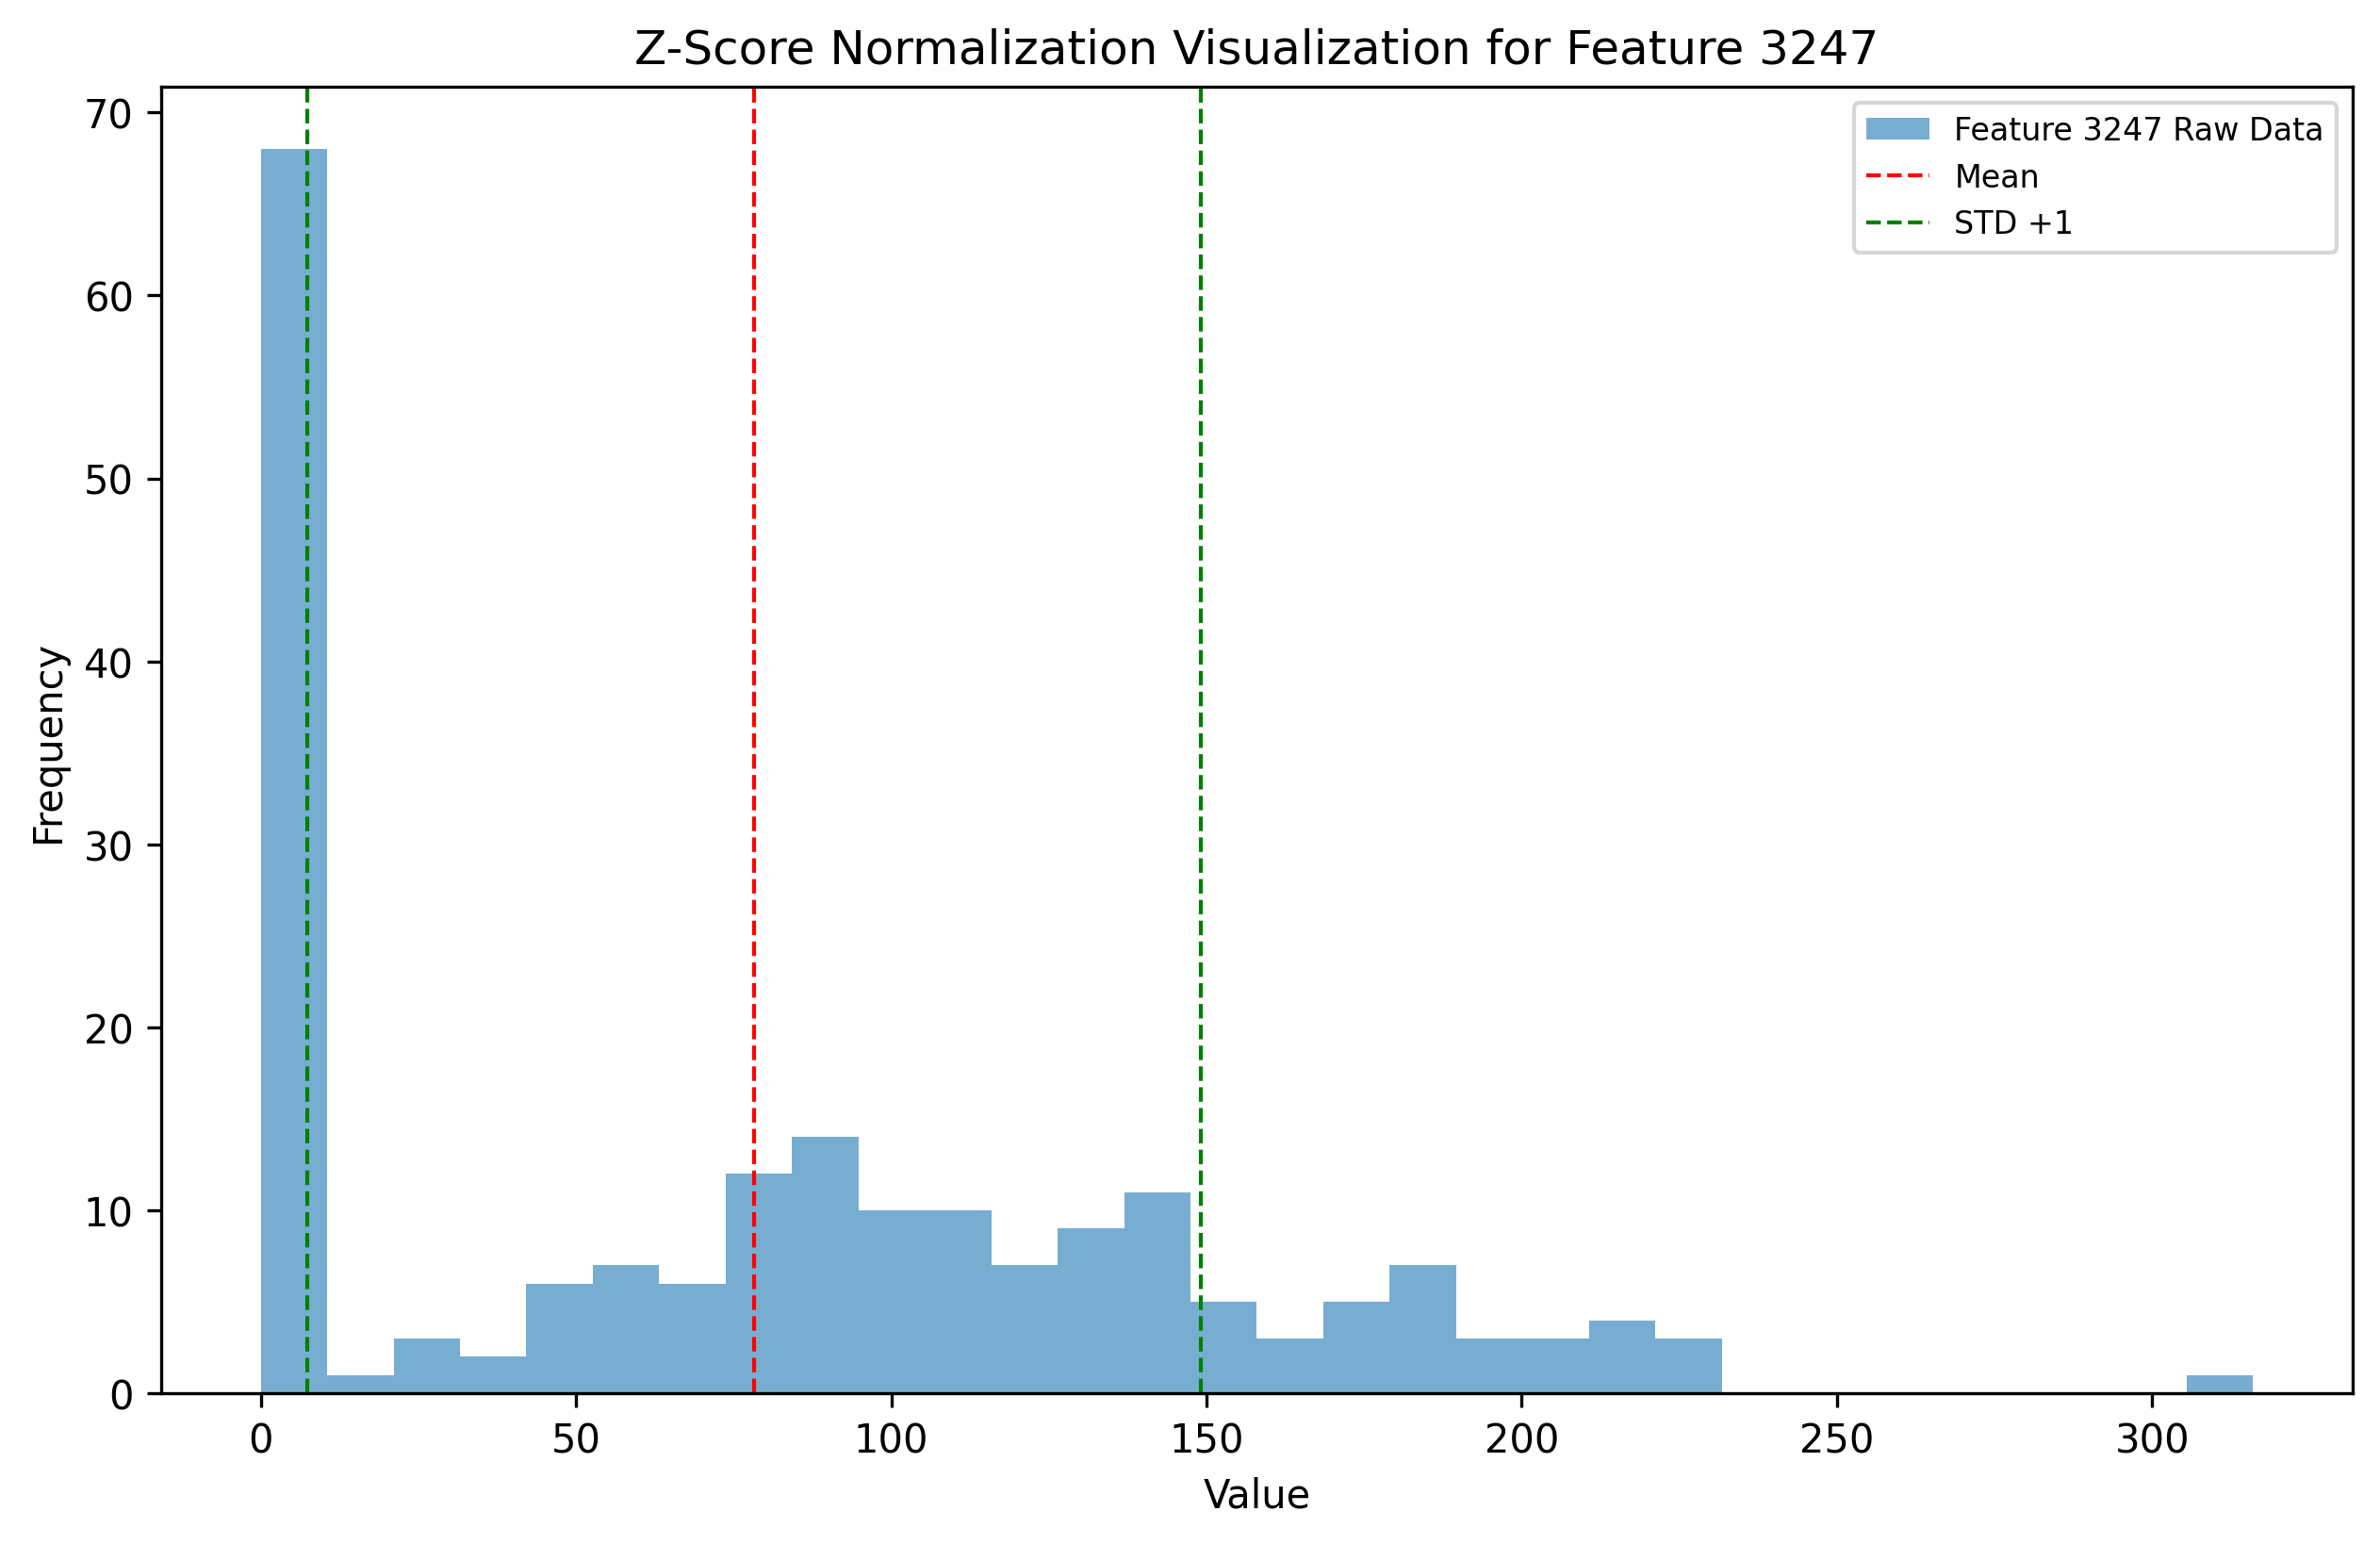 Z-Score Normalization Visualization for Feature 3247
Feature 3247 Raw Data
Mean
STD +1
70
60
50
40
30
20
10
0
Frequency
0 50 100 150 200 250 300
Value